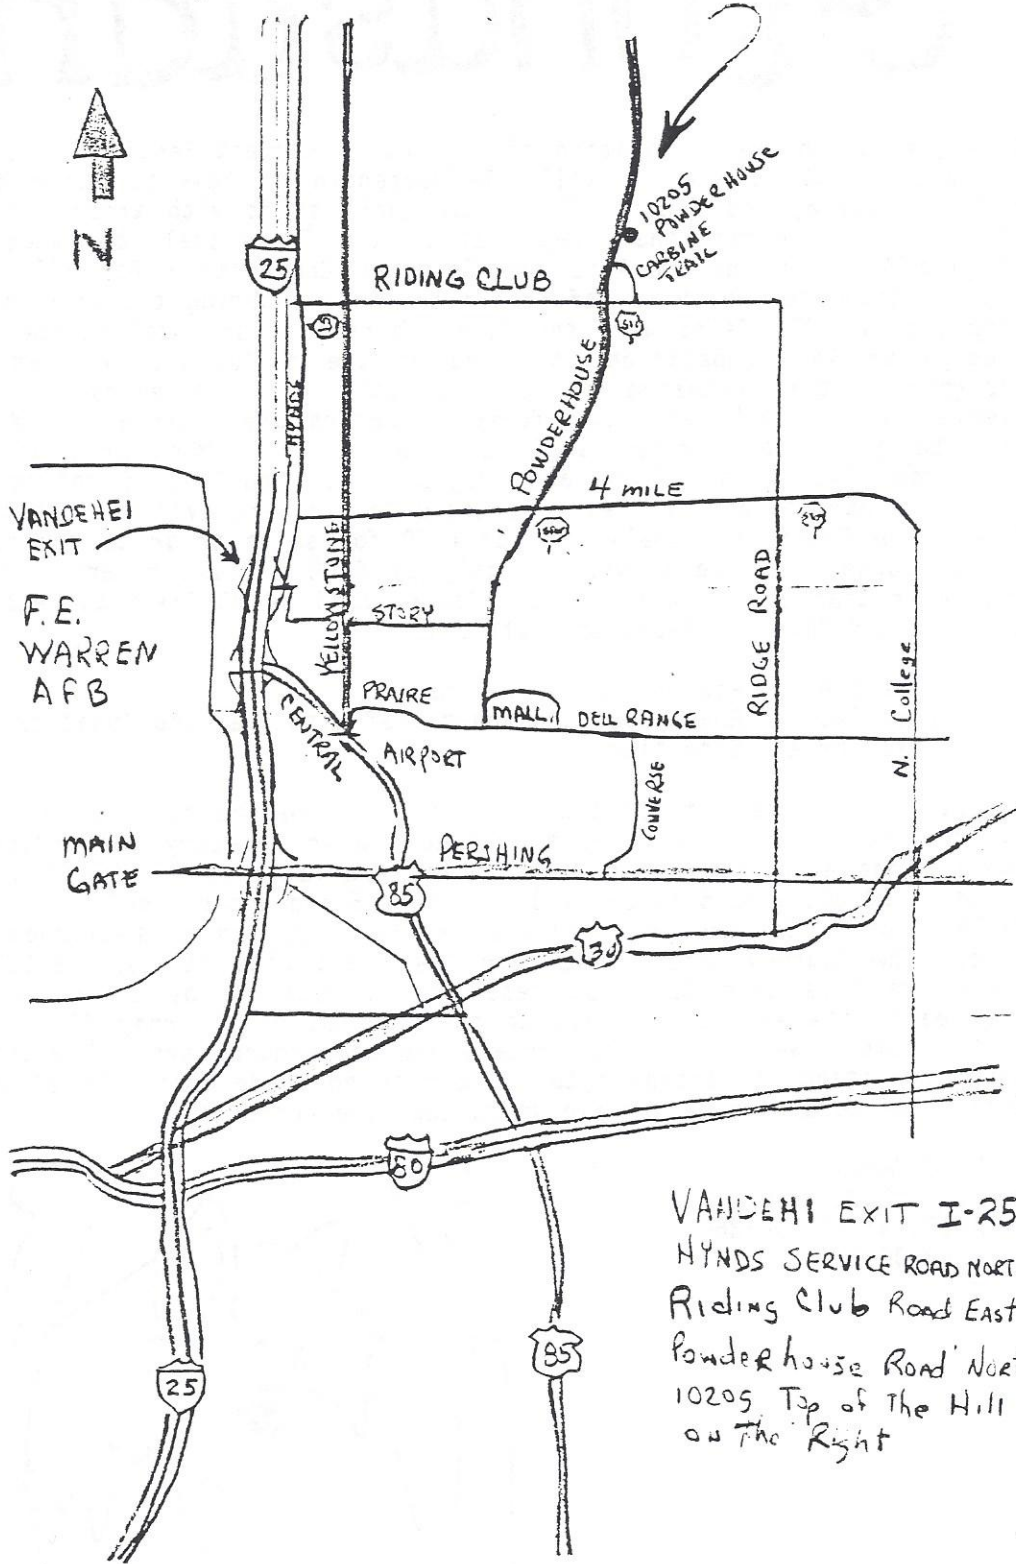 N
25
RIDING CLUB
10205
POWDERHOUSE
CARBINE
TRAIL
HYNDS
POWDERHOUSE
4 MILE
VANDEHEI
EXIT
F.E.
WARREN
AFB
YELLOWSTONE
STORY
RIDGE ROAD
N. College
PRAIRE
MALL
DELL RANGE
CENTRAL
AIRPORT
CONVERSE
MAIN
GATE
PERSHING
85
30
80
VANDEHI EXIT I-25
HYNDS SERVICE ROAD NORT
Riding Club Road EAST
Powderhouse Road NORT
10205 Top of The Hill
on The Right
25
85